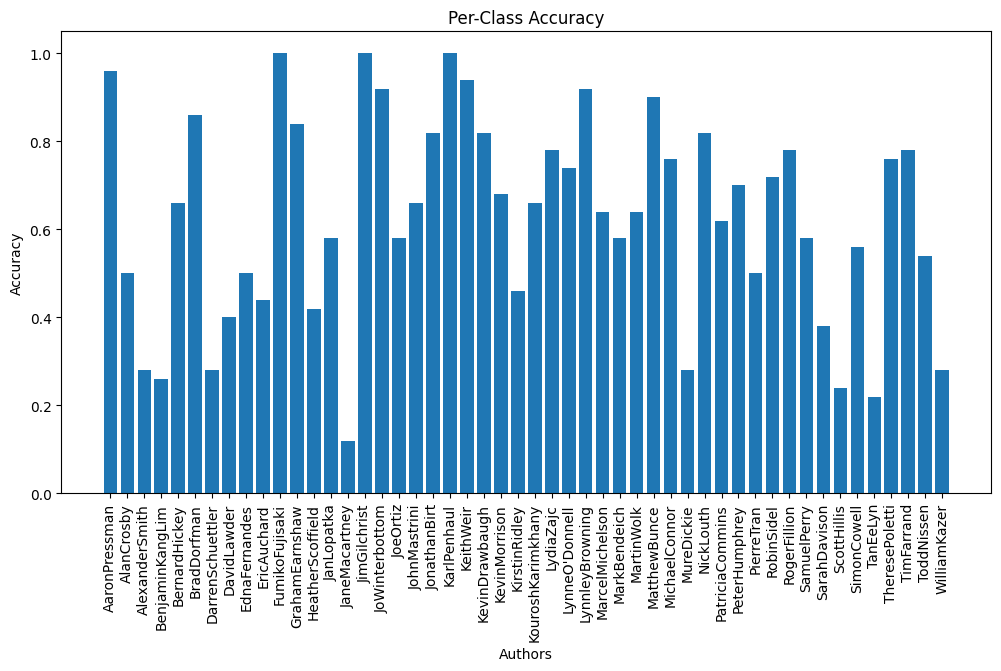 Per-Class Accuracy
Accuracy
1.0
0.8
0.6
0.4
0.2
0.0
AaronPressman
AlanCrosby
AlexanderSmith
BenjaminKangLim
BernardHickey
BradDorfman
DarrenSchuettler
DavidLawder
EdnaFernandes
EricAuchard
FumikoFujisaki
GrahamEarnshaw
HeatherScoffield
JanLopatka
JaneMacartney
JimGilchrist
JoWinterbottom
JoeOrtiz
JohnMastrini
JonathanBirt
KarlPenhaul
KeithWeir
KevinDrawbaugh
KevinMorrison
KirstinRidley
KouroshKarimkhany
LydiaZajc
LynneO'Donnell
LynnleyBrowning
MarcelMichelson
MarkBendeich
MartinWolk
MatthewBunce
MichaelConnor
MureDickie
NickLouth
PatriciaCommins
PeterHumphrey
PierreTran
RobinSidel
RogerFillion
SamuelPerry
SarahDavison
ScottHillis
SimonCowell
TanEeLyn
TheresePoletti
TimFarrand
ToddNissen
WilliamKazer
Authors